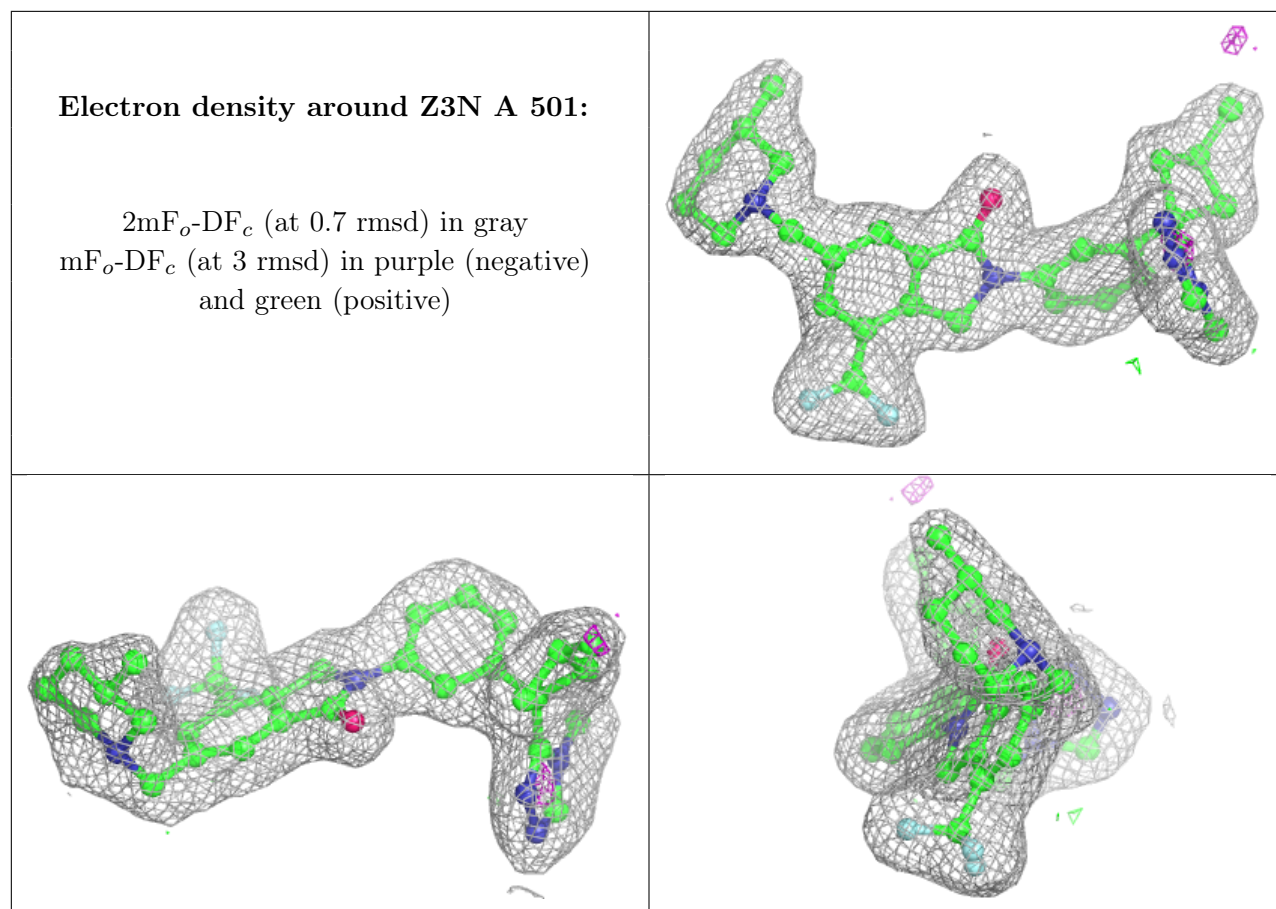 Electron density around Z3N A 501:
2mFo-DFc (at 0.7 rmsd) in gray
mFo-DFc (at 3 rmsd) in purple (negative)
and green (positive)